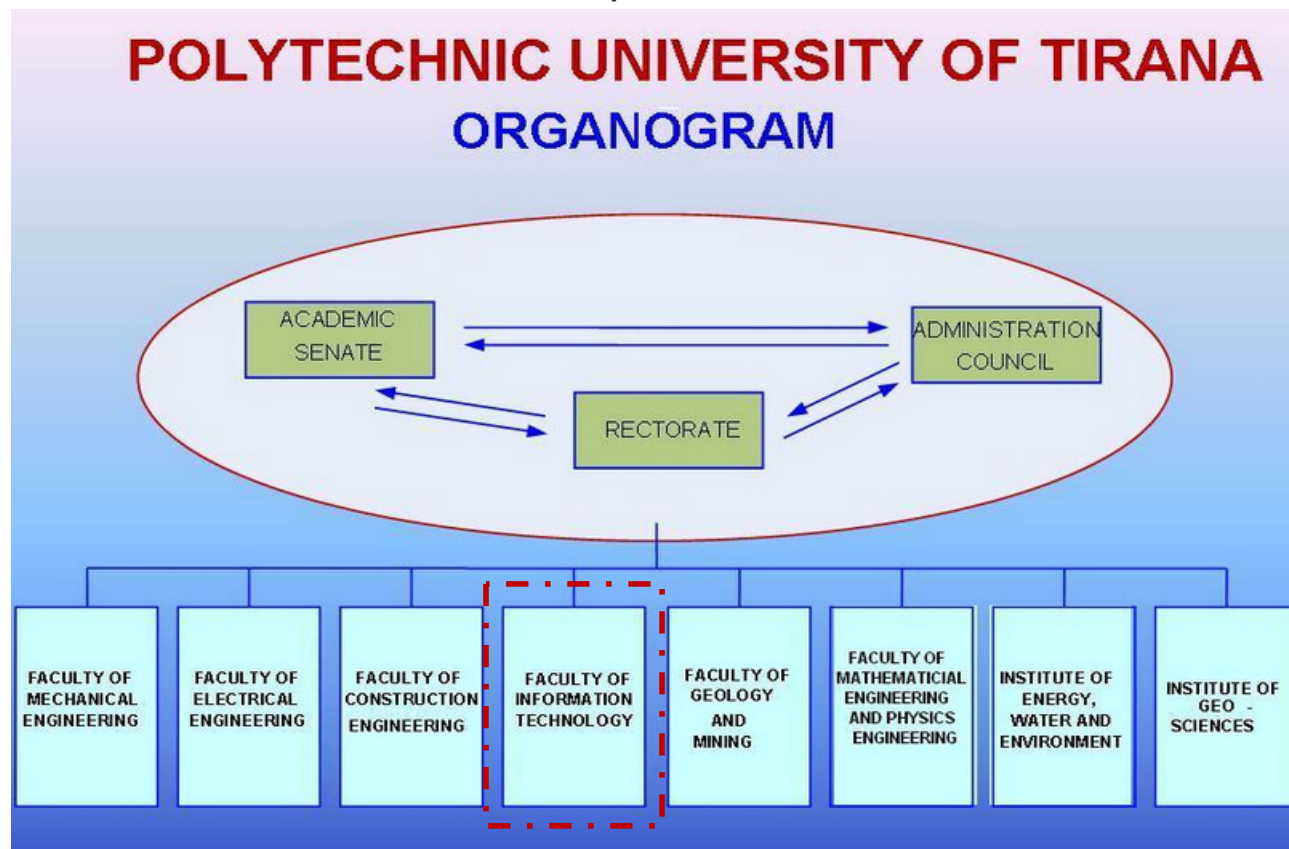 POLYTECHNIC UNIVERSITY OF TIRANA
ORGANOGRAM
ACADEMIC
SENATE
ADMINISTRATION
COUNCIL
RECTORATE
FACULTY OF
MECHANICAL
ENGINEERING
FACULTY OF
ELECTRICAL
ENGINEERING
FACULTY OF
CONSTRUCTION
ENGINEERING
FACULTY OF
INFORMATION
TECHNOLOGY
FACULTY OF
GEOLOGY
AND
MINING
FACULTY OF
MATHEMATICIAL
ENGINEERING
AND PHYSICS
ENGINEERING
INSTITUTE OF
ENERGY,
WATER AND
ENVIRONMENT
INSTITUTE OF
GEO -
SCIENCES